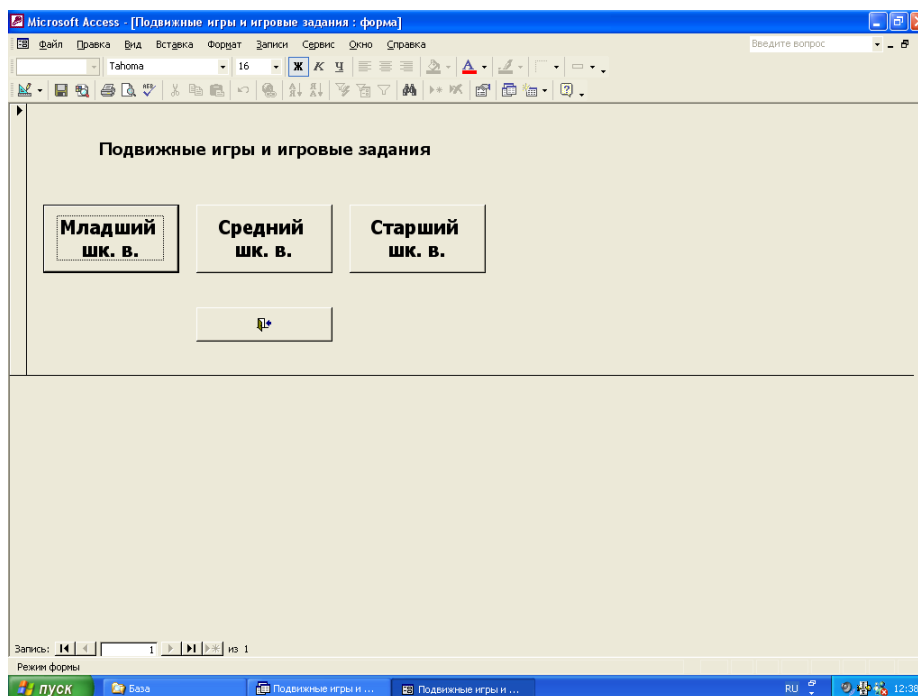 Microsoft Access - [Подвижные игры и игровые задания : форма]
Файл Правка Вид Вставка Формат Записи Сервис Окно Справка Введите вопрос
Tahoma 16 Ж К Ч
Подвижные игры и игровые задания
Младший шк. в.
Средний шк. в.
Старший шк. в.
Запись: 1 из 1
Режим формы
пуск База Подвижные игры и ... Подвижные игры и ... RU 12:38